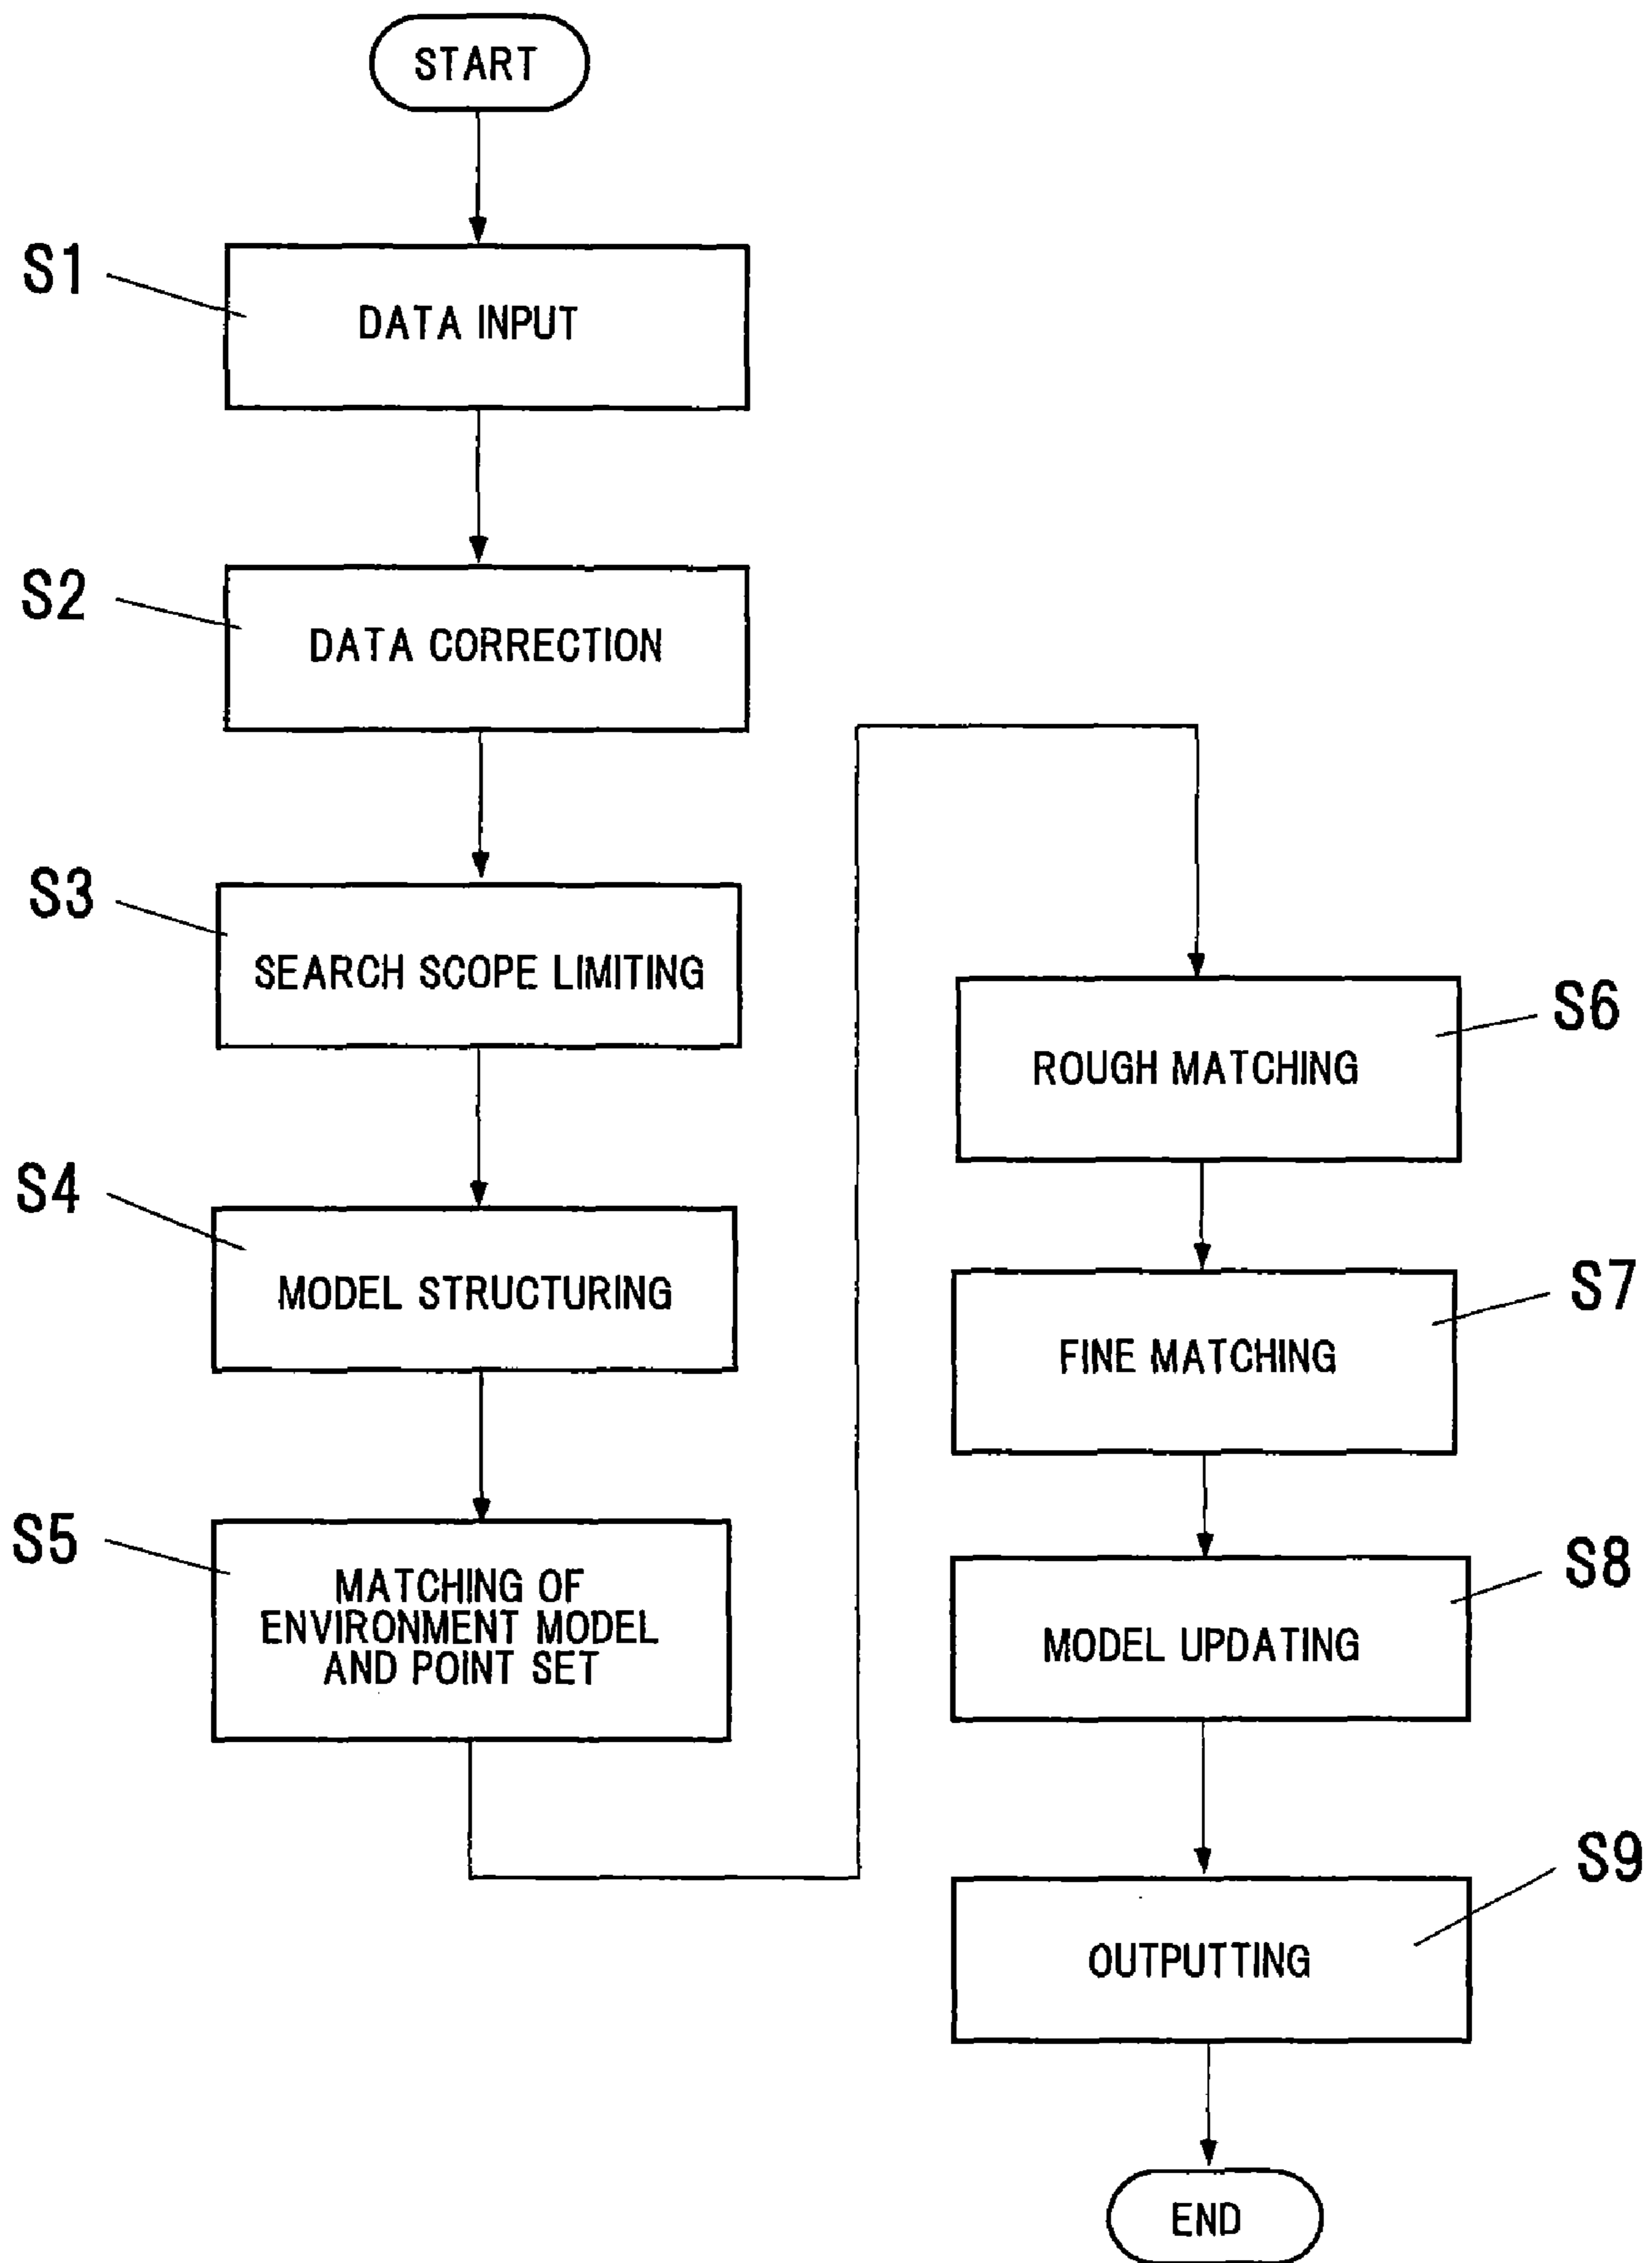 START
S1
DATA INPUT
S2
DATA CORRECTION
S3
SEARCH SCOPE LIMITING
S4
MODEL STRUCTURING
S5
MATCHING OF
ENVIRONMENT MODEL
AND POINT SET
S6
ROUGH MATCHING
S7
FINE MATCHING
S8
MODEL UPDATING
S9
OUTPUTTING
END